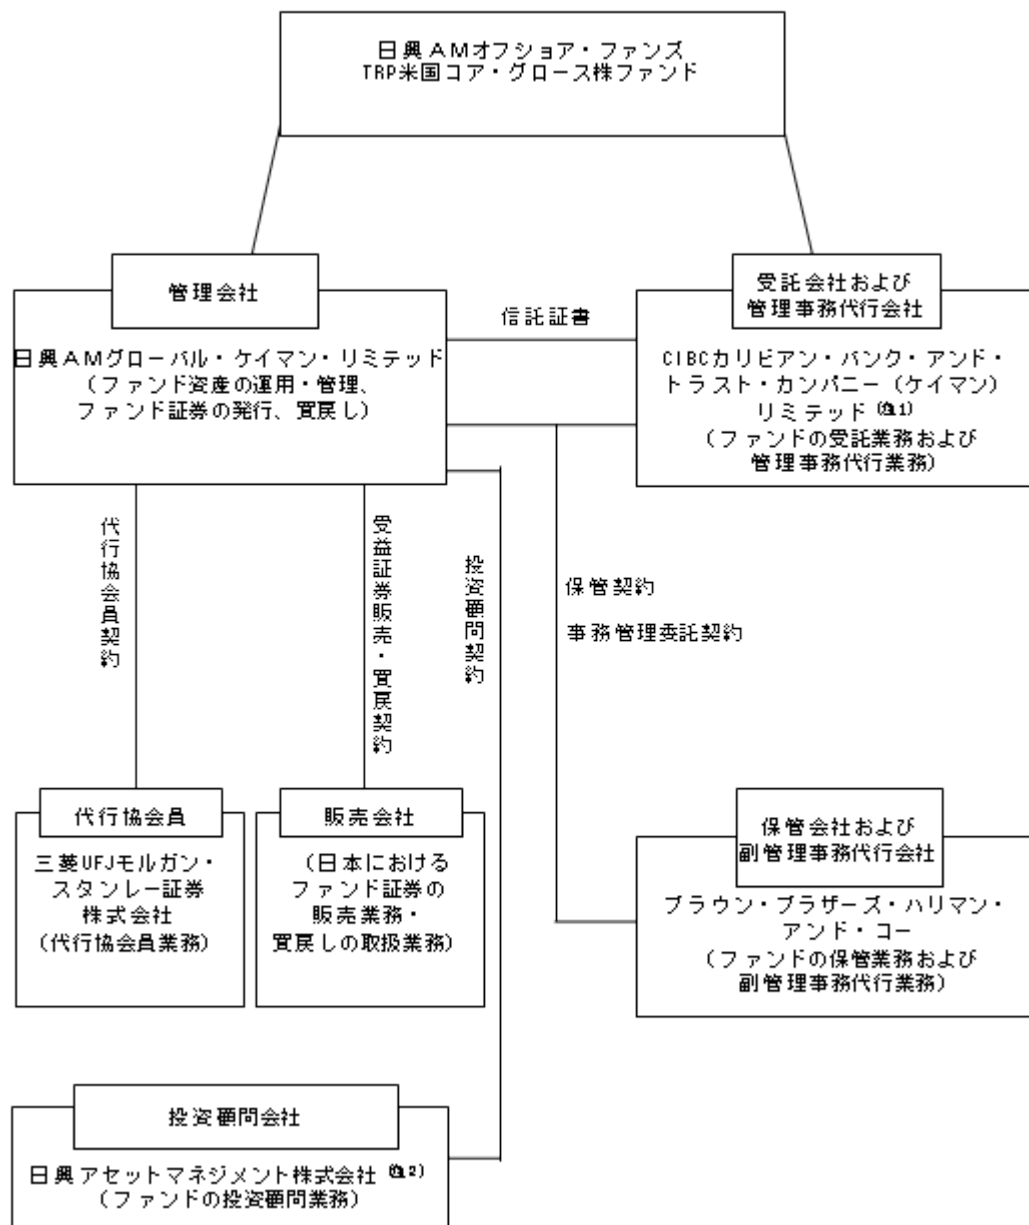 日興AMオフショア・ファンズ
TRP米国コア・グロース株ファンド
管理会社
日興AMグローバル・ケイマン・リミテッド
(ファンド資産の運用・管理、
ファンド証券の発行、買戻し)
信託証書
受託会社および
管理事務代行会社
CIBCカリビアン・バンク・アンド・
トラスト・カンパニー(ケイマン)
リミテッド(注1)
(ファンドの受託業務および
管理事務代行業務)
代行協会員契約
受益証券販売・買戻契約
投資顧問契約
保管契約
事務管理委託契約
代行協会員
三菱UFJモルガン・
スタンレー証券
株式会社
(代行協会員業務)
販売会社
(日本における
ファンド証券の
販売業務・
買戻しの取扱業務)
保管会社および
副管理事務代行会社
ブラウン・ブラザーズ・ハリマン・
アンド・コー
(ファンドの保管業務および
副管理事務代行業務)
投資顧問会社
日興アセットマネジメント株式会社(注2)
(ファンドの投資顧問業務)